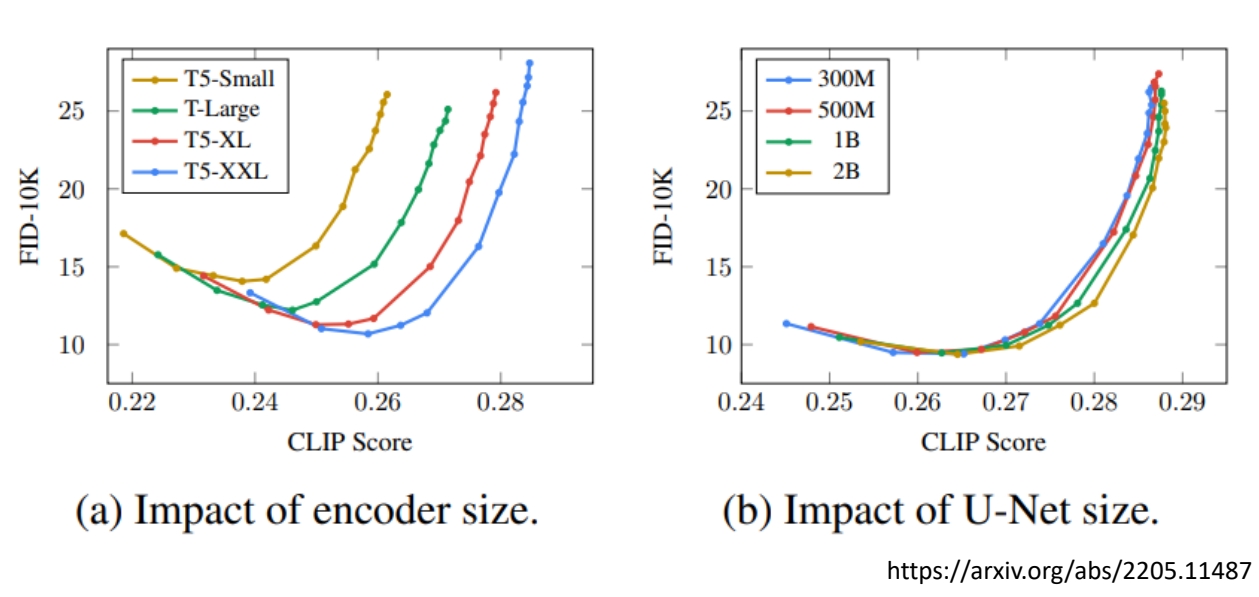 T5-Small
T-Large
T5-XL
T5-XXL
25
20
15
10
FID-10K
0.22 0.24 0.26 0.28
CLIP Score
(a) Impact of encoder size.
300M
500M
1B
2B
25
20
15
10
FID-10K
0.24 0.25 0.26 0.27 0.28 0.29
CLIP Score
(b) Impact of U-Net size.
https://arxiv.org/abs/2205.11487